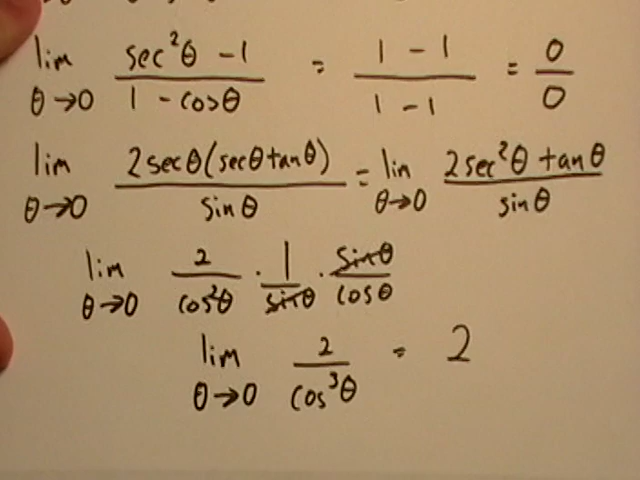 lim θ→0 sec²θ - 1 / 1 - cosθ = 1 - 1 / 1 - 1 = 0/0
lim θ→0 2secθ(secθtanθ) / sinθ = lim θ→0 2sec²θ tanθ / sinθ
lim θ→0 2/cos²θ · 1/sinθ · sinθ/cosθ
lim θ→0 2/cos³θ = 2